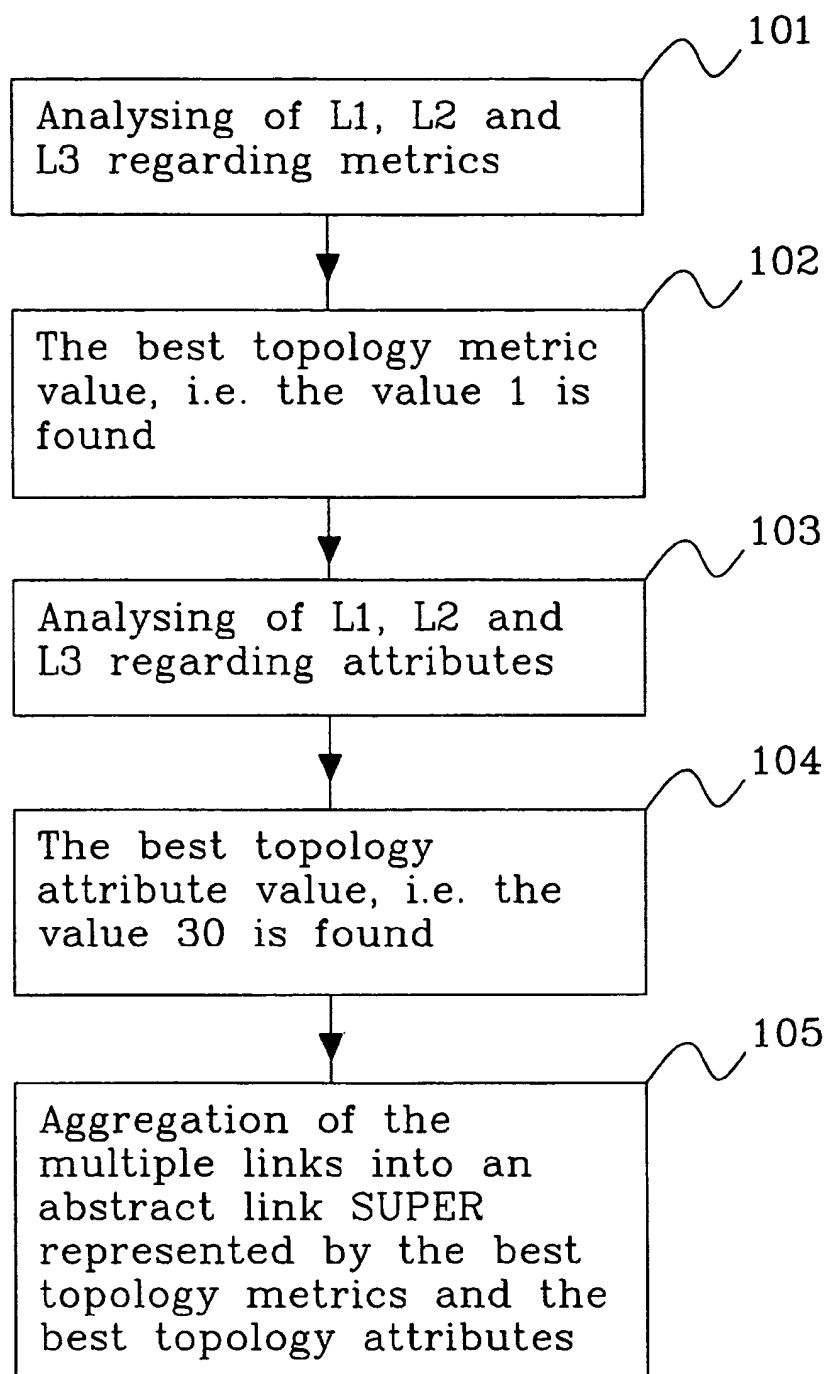 101
Analysing of L1, L2 and
L3 regarding metrics
102
The best topology metric
value, i.e. the value 1 is
found
103
Analysing of L1, L2 and
L3 regarding attributes
104
The best topology
attribute value, i.e. the
value 30 is found
105
Aggregation of the
multiple links into an
abstract link SUPER
represented by the best
topology metrics and the
best topology attributes